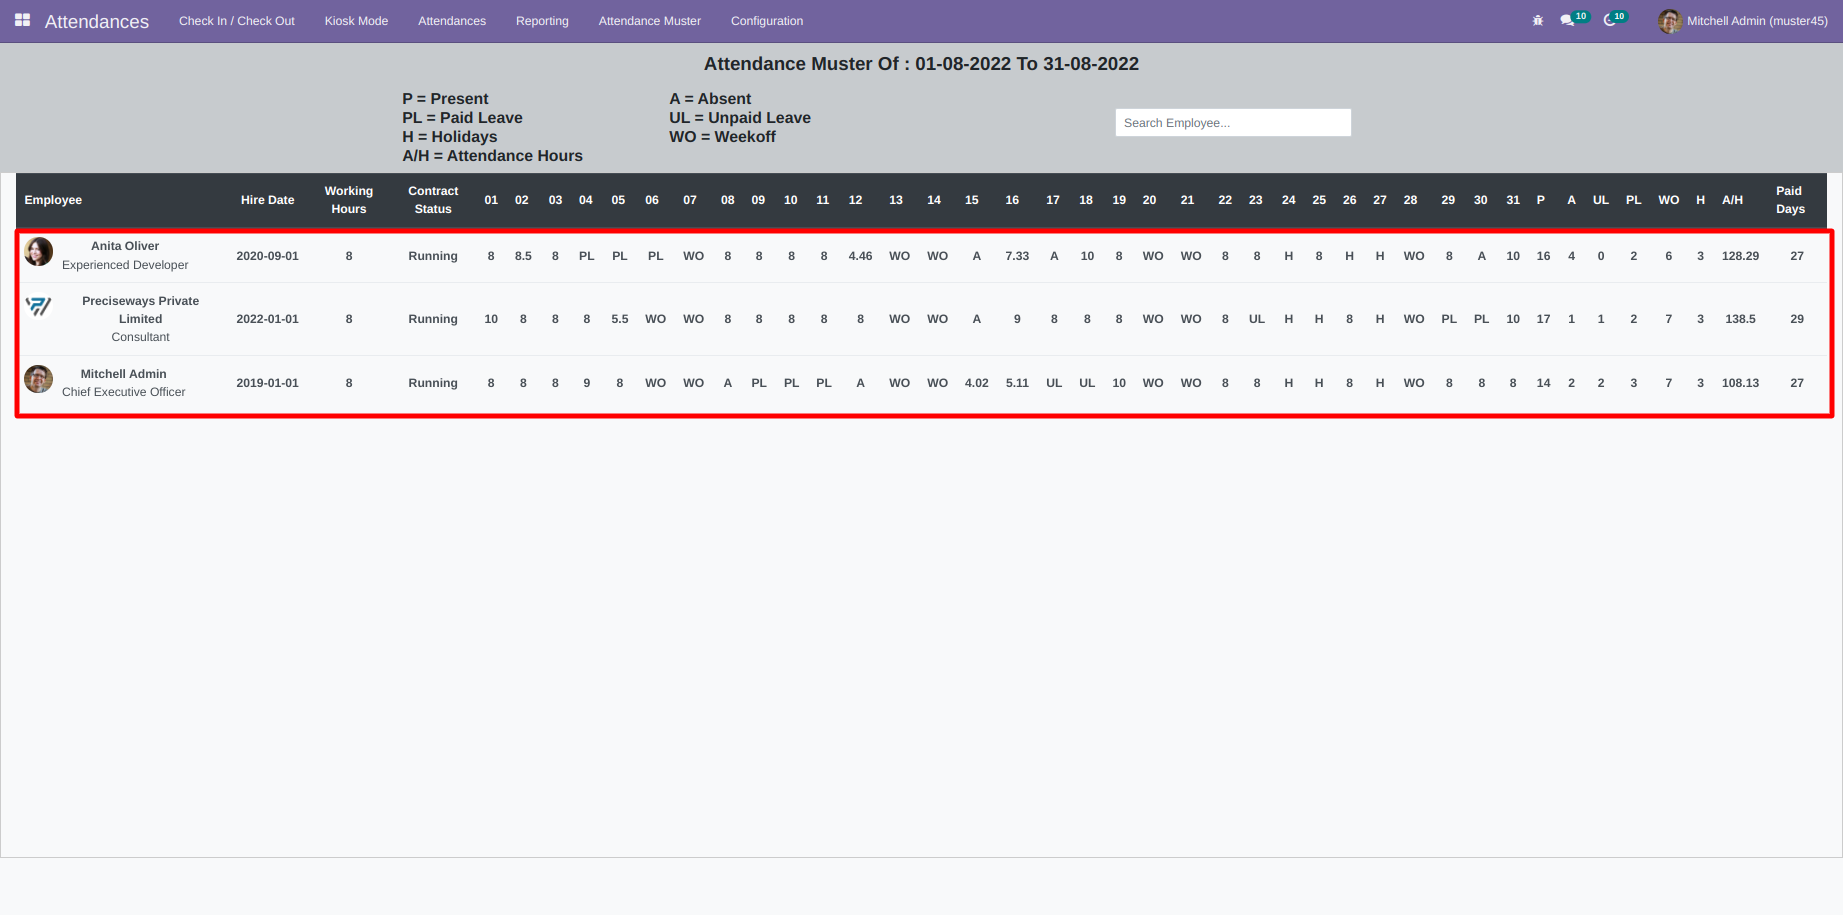 Attendances Check In / Check Out Kiosk Mode Attendances Reporting Attendance Muster Configuration 10 10 Mitchell Admin (muster45)
Attendance Muster Of : 01-08-2022 To 31-08-2022
P = Present A = Absent
PL = Paid Leave UL = Unpaid Leave
H = Holidays WO = Weekoff
A/H = Attendance Hours
Search Employee...
Employee Hire Date Working Hours Contract Status 01 02 03 04 05 06 07 08 09 10 11 12 13 14 15 16 17 18 19 20 21 22 23 24 25 26 27 28 29 30 31 P A UL PL WO H A/H Paid Days
Anita Oliver
Experienced Developer
2020-09-01 8 Running 8 8.5 8 PL PL PL WO 8 8 8 8 4.46 WO WO A 7.33 A 10 8 WO WO 8 8 H 8 H H WO 8 A 10 16 4 0 2 6 3 128.29 27
Preciseways Private
Limited
Consultant
2022-01-01 8 Running 10 8 8 8 5.5 WO WO 8 8 8 8 8 WO WO A 9 8 8 8 WO WO 8 UL H H 8 H WO PL PL 10 17 1 1 2 7 3 138.5 29
Mitchell Admin
Chief Executive Officer
2019-01-01 8 Running 8 8 8 9 8 WO WO A PL PL PL A WO WO 4.02 5.11 UL UL 10 WO WO 8 8 H H 8 H WO 8 8 8 14 2 2 3 7 3 108.13 27